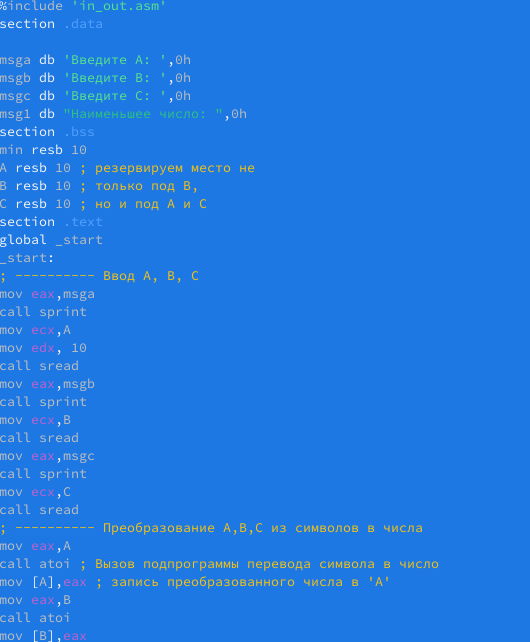 %include 'in_out.asm'
section .data
msga db 'Введите A: ',0h
msgb db 'Введите B: ',0h
msgc db 'Введите C: ',0h
msg1 db "Наименьшее число: ",0h
section .bss
min resb 10
A resb 10 ; резервируем место не
B resb 10 ; только под B,
C resb 10 ; но и под A и C
section .text
global _start
_start:
; ---------- Ввод A, B, C
mov eax,msga
call sprint
mov ecx,A
mov edx, 10
call sread
mov eax,msgb
call sprint
mov ecx,B
call sread
mov eax,msgc
call sprint
mov ecx,C
call sread
; ---------- Преобразование A,B,C из символов в числа
mov eax,A
call atoi ; Вызов подпрограммы перевода символа в число
mov [A],eax ; запись преобразованного числа в 'A'
mov eax,B
call atoi
mov [B],eax